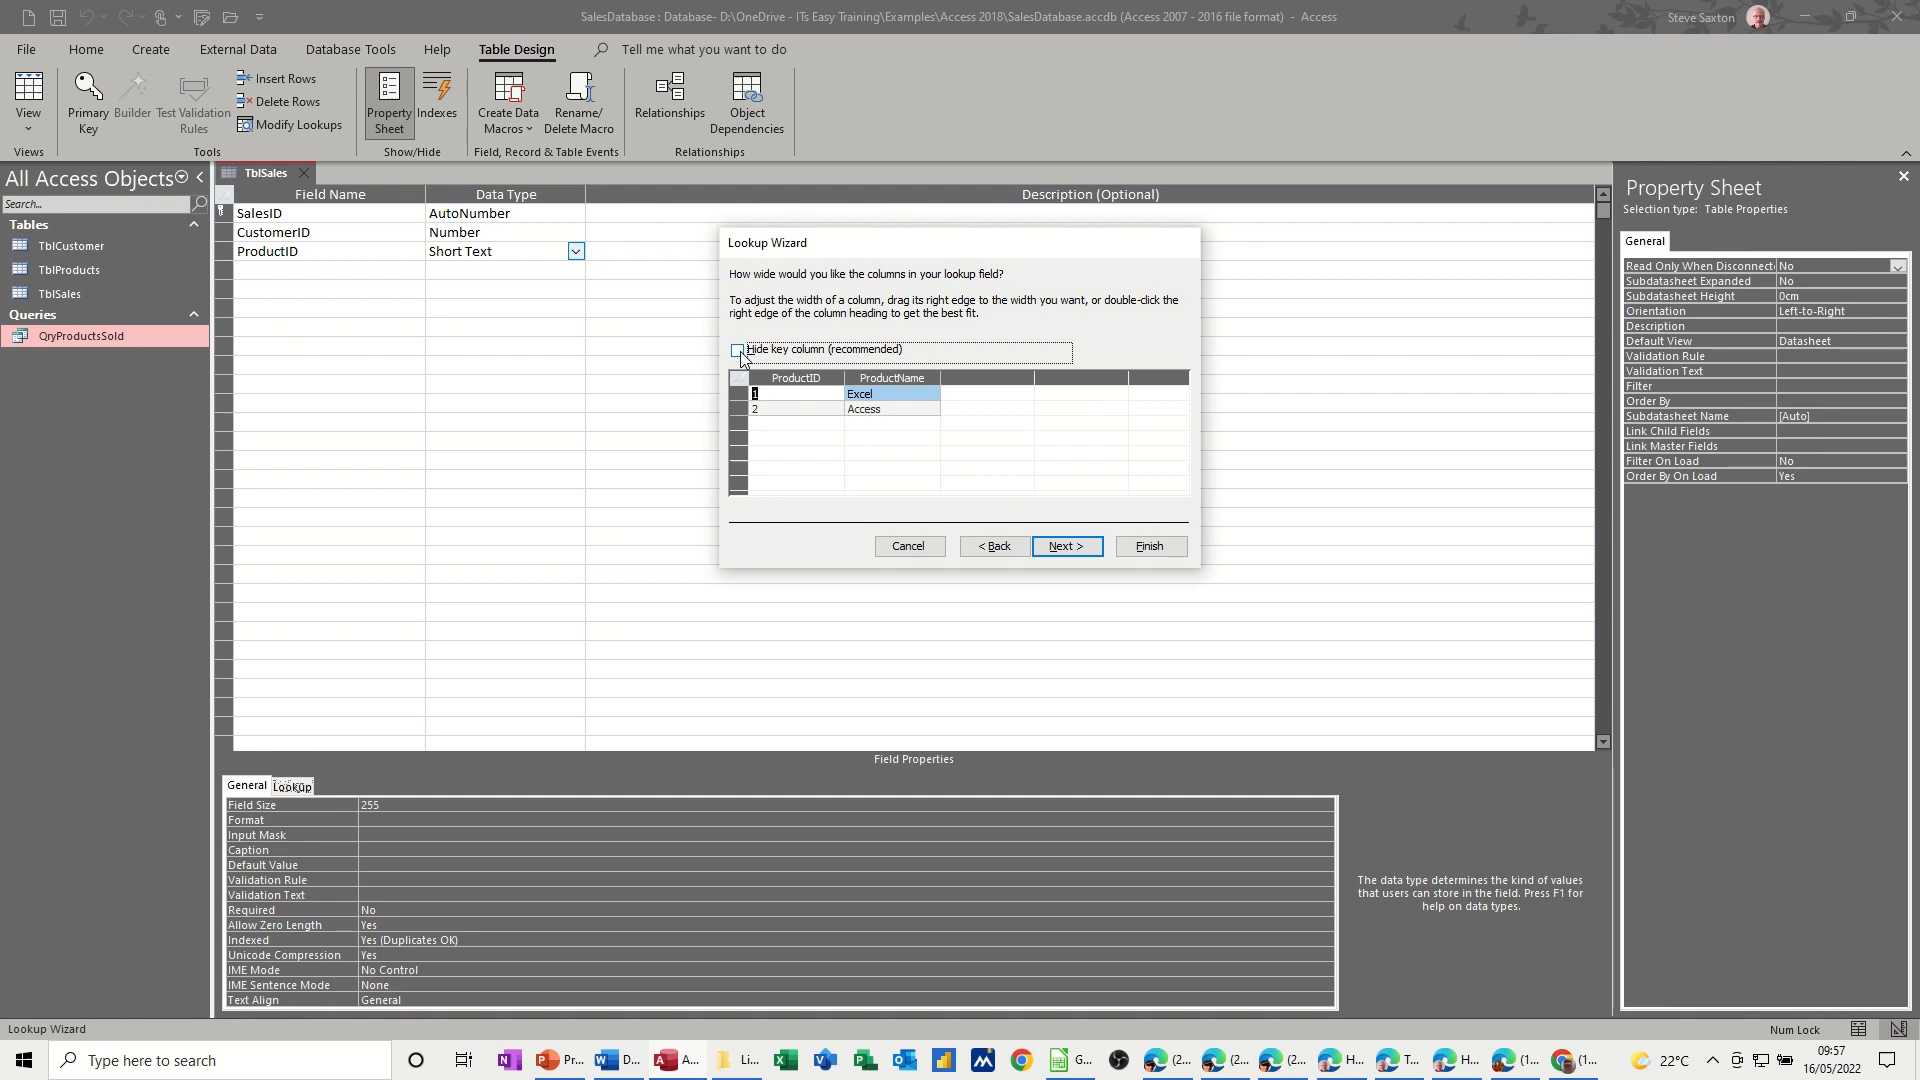 SalesDatabase : Database- D:\OneDrive - ITs Easy Training\Examples\Access 2018\SalesDatabase.accdb (Access 2007 - 2016 file format)  -  Access
Steve Saxton
File Home Create External Data Database Tools Help Table Design Tell me what you want to do
View
Primary Key
Builder
Test Validation Rules
Insert Rows
Delete Rows
Modify Lookups
Property Sheet
Indexes
Create Data Macros
Rename/ Delete Macro
Relationships
Object Dependencies
Views Tools Show/Hide Field, Record & Table Events Relationships
All Access Objects
Search...
Tables
TblCustomer
TblProducts
TblSales
Queries
QryProductsSold
TblSales
Field Name Data Type Description (Optional)
SalesID AutoNumber
CustomerID Number
ProductID Short Text
Lookup Wizard
How wide would you like the columns in your lookup field?
To adjust the width of a column, drag its right edge to the width you want, or double-click the
right edge of the column heading to get the best fit.
Hide key column (recommended)
ProductID ProductName
1 Excel
2 Access
Cancel < Back Next > Finish
Property Sheet
Selection type: Table Properties
General
Read Only When Disconnect No
Subdatasheet Expanded No
Subdatasheet Height 0cm
Orientation Left-to-Right
Description
Default View Datasheet
Validation Rule
Validation Text
Filter
Order By
Subdatasheet Name [Auto]
Link Child Fields
Link Master Fields
Filter On Load No
Order By On Load Yes
Field Properties
General Lookup
Field Size 255
Format
Input Mask
Caption
Default Value
Validation Rule
Validation Text
Required No
Allow Zero Length Yes
Indexed Yes (Duplicates OK)
Unicode Compression Yes
IME Mode No Control
IME Sentence Mode None
Text Align General
The data type determines the kind of values
that users can store in the field. Press F1 for
help on data types.
Lookup Wizard Num Lock
Type here to search
Pr... D... A... Li... G... (2... (2... (2... H... T... H... (1... (1...
22°C
09:57
16/05/2022